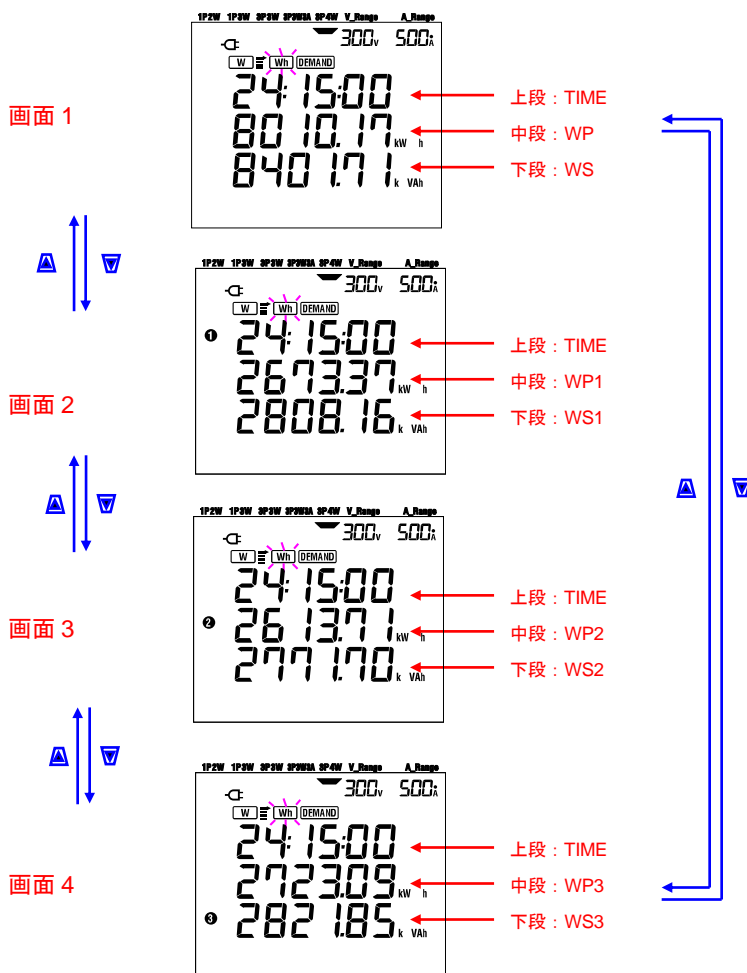 1P2W 1P3W 3P3W 3P3W3A 3P4W V_Range A_Range
300V 500A
W Wh DEMAND
画面 1
24:15:00 上段：TIME
8010.17 kW h 中段：WP
8401.71 k VAh 下段：WS
1P2W 1P3W 3P3W 3P3W3A 3P4W V_Range A_Range
300V 500A
W Wh DEMAND
画面 2
❶ 24:15:00 上段：TIME
2673.37 kW h 中段：WP1
2808.16 k VAh 下段：WS1
1P2W 1P3W 3P3W 3P3W3A 3P4W V_Range A_Range
300V 500A
W Wh DEMAND
画面 3
24:15:00 上段：TIME
❷ 2613.71 kW h 中段：WP2
2771.70 k VAh 下段：WS2
1P2W 1P3W 3P3W 3P3W3A 3P4W V_Range A_Range
300V 500A
W Wh DEMAND
画面 4
24:15:00 上段：TIME
2723.09 kW h 中段：WP3
❸ 2821.85 k VAh 下段：WS3